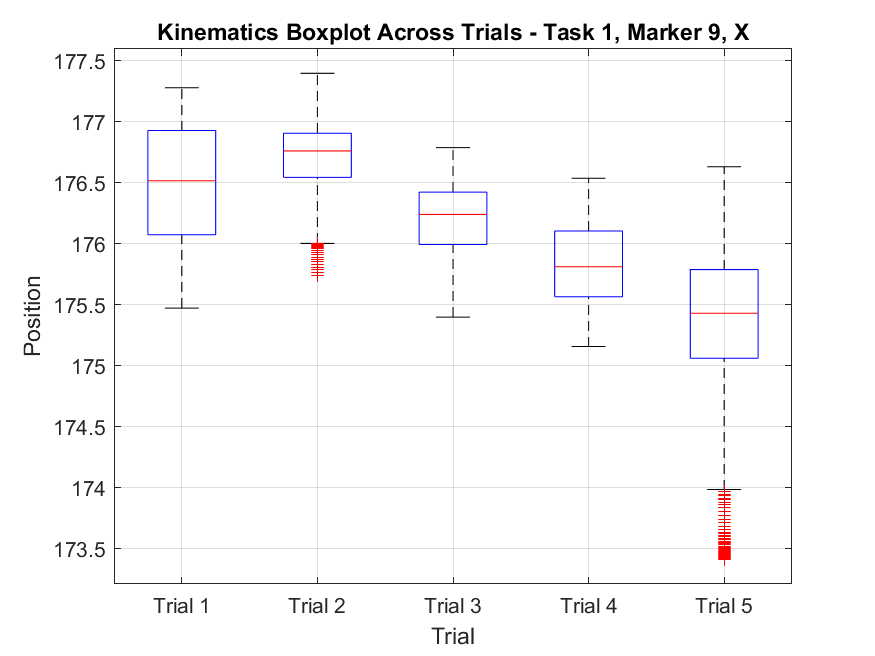 Kinematics Boxplot Across Trials - Task 1, Marker 9, X
177.5
177
176.5
176
175.5
175
174.5
174
173.5
Position
Trial 1 Trial 2 Trial 3 Trial 4 Trial 5
Trial